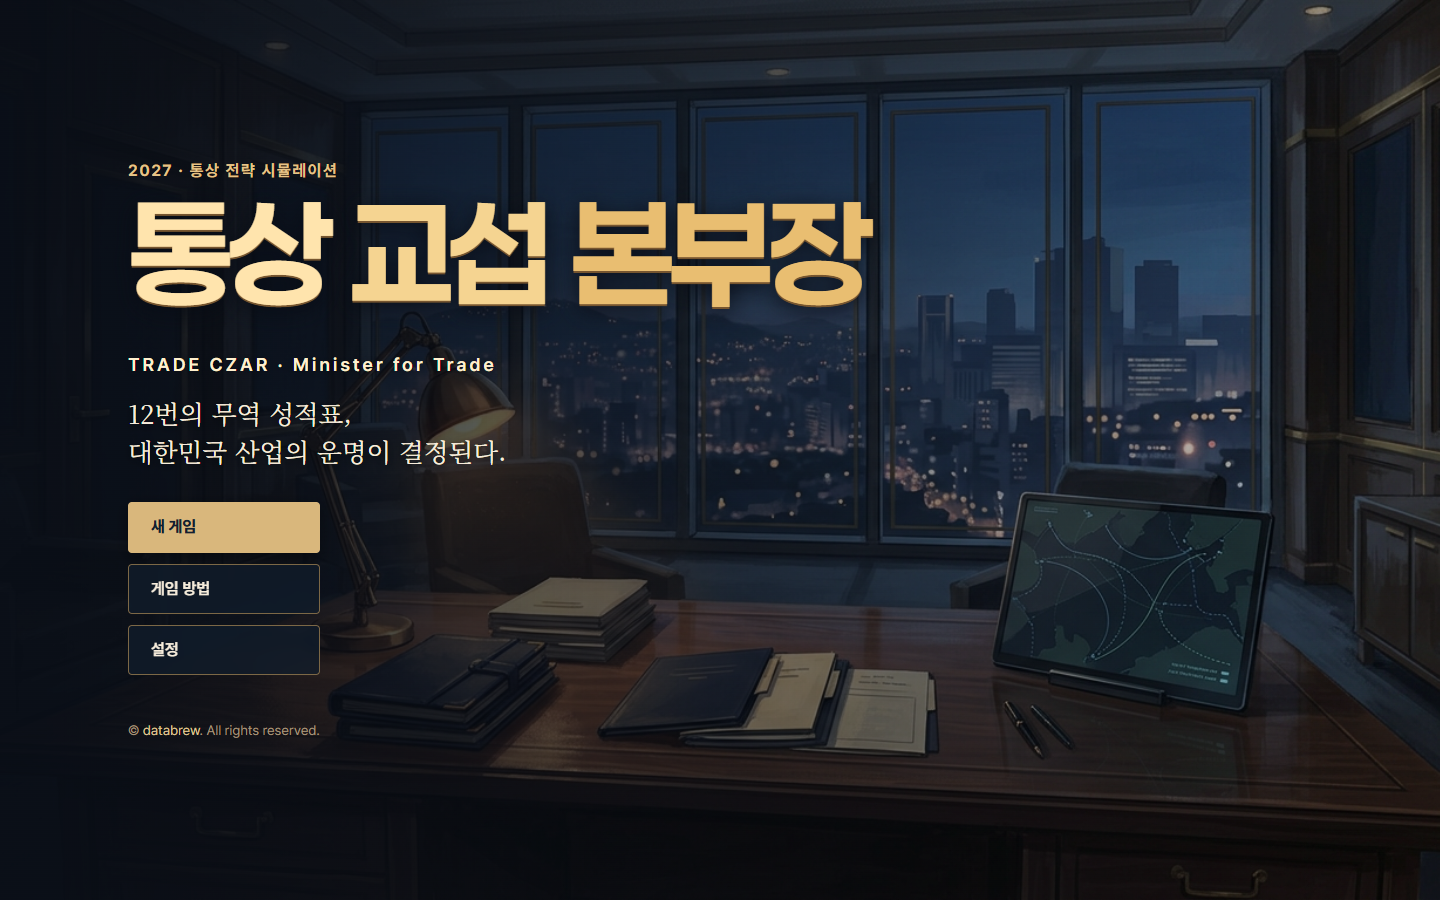 2027 · 통상 전략 시뮬레이션
통상 교섭 본부장
TRADE CZAR · Minister for Trade
12번의 무역 성적표,
대한민국 산업의 운명이 결정된다.
새 게임
게임 방법
설정
© databrew. All rights reserved.